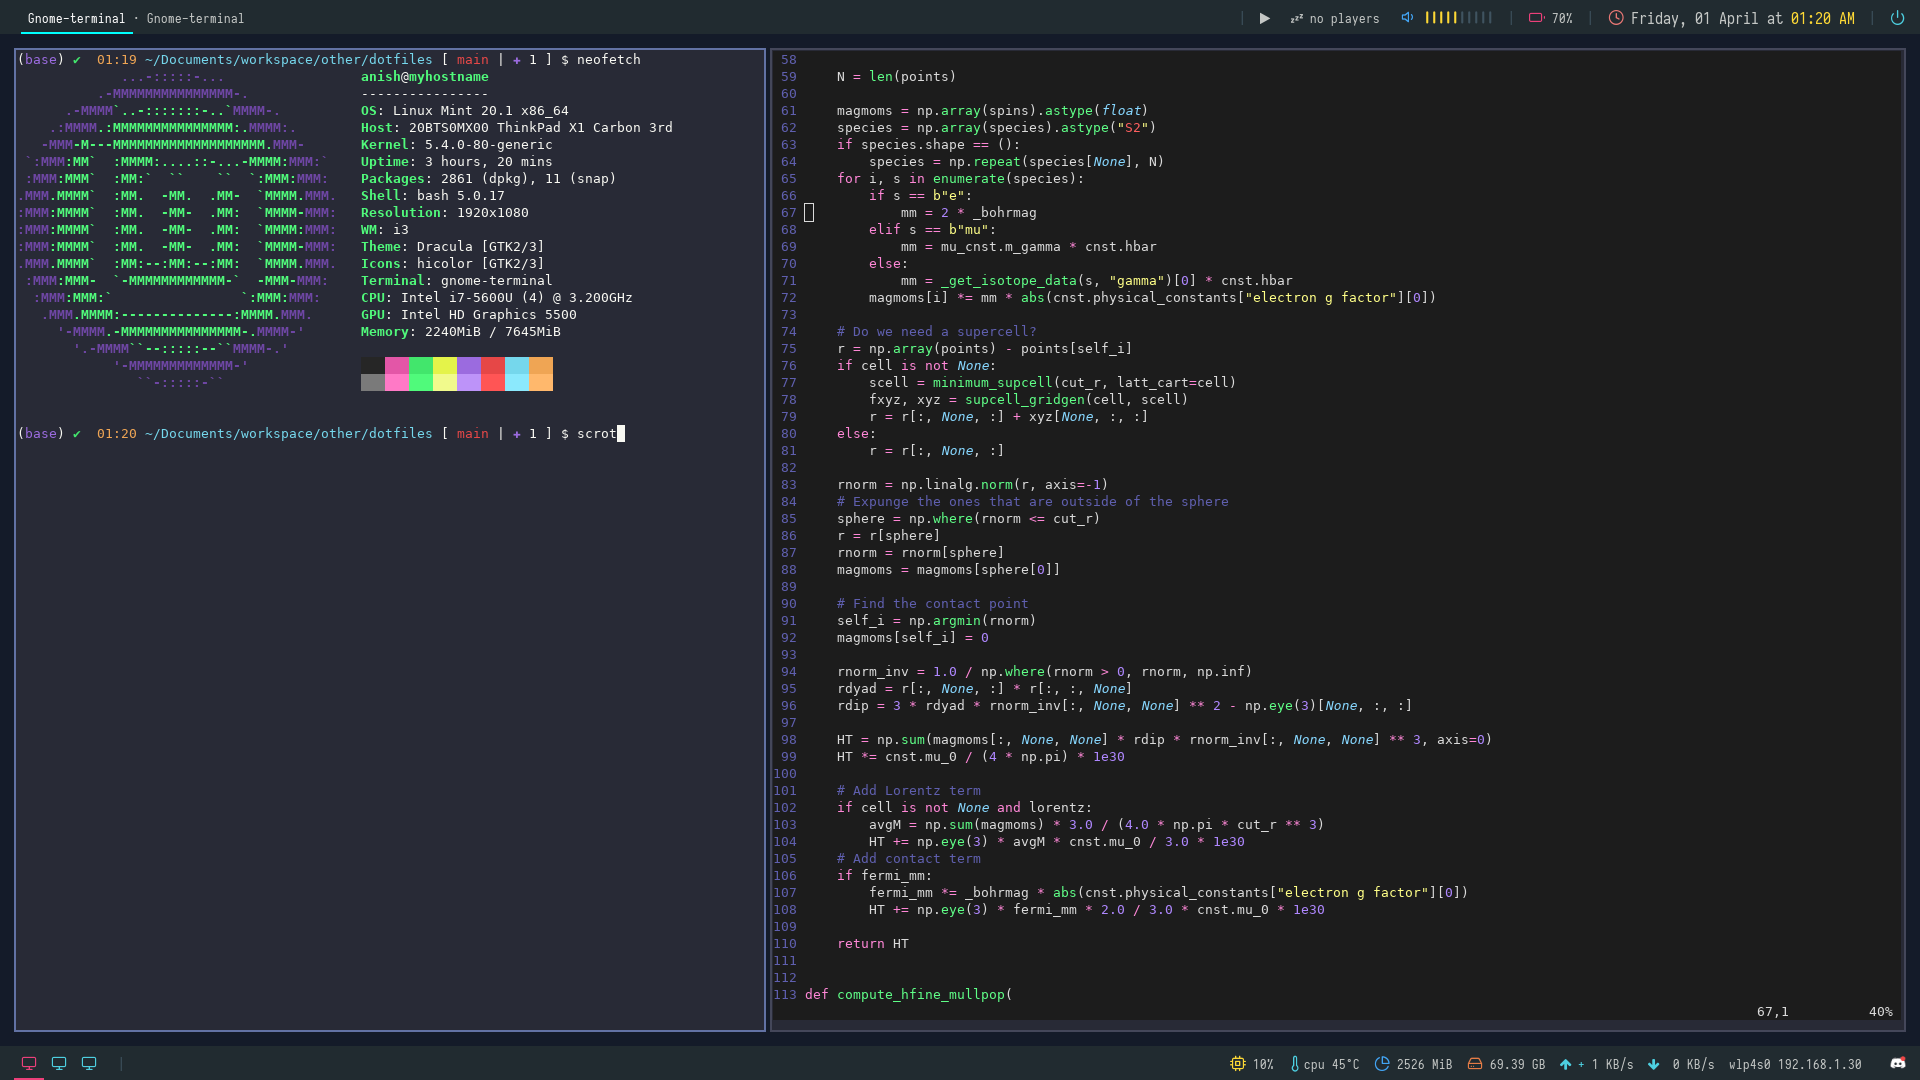 Gnome-terminal · Gnome-terminal
no players
70%
Friday, 01 April at 01:20 AM
(base) ✔  01:19 ~/Documents/workspace/other/dotfiles [ main | + 1 ] $ neofetch
anish@myhostname
----------------
OS: Linux Mint 20.1 x86_64
Host: 20BTS0MX00 ThinkPad X1 Carbon 3rd
Kernel: 5.4.0-80-generic
Uptime: 3 hours, 20 mins
Packages: 2861 (dpkg), 11 (snap)
Shell: bash 5.0.17
Resolution: 1920x1080
WM: i3
Theme: Dracula [GTK2/3]
Icons: hicolor [GTK2/3]
Terminal: gnome-terminal
CPU: Intel i7-5600U (4) @ 3.200GHz
GPU: Intel HD Graphics 5500
Memory: 2240MiB / 7645MiB
(base) ✔  01:20 ~/Documents/workspace/other/dotfiles [ main | + 1 ] $ scrot
58
59     N = len(points)
60
61     magmoms = np.array(spins).astype(float)
62     species = np.array(species).astype("S2")
63     if species.shape == ():
64         species = np.repeat(species[None], N)
65     for i, s in enumerate(species):
66         if s == b"e":
67             mm = 2 * _bohrmag
68         elif s == b"mu":
69             mm = mu_cnst.m_gamma * cnst.hbar
70         else:
71             mm = _get_isotope_data(s, "gamma")[0] * cnst.hbar
72         magmoms[i] *= mm * abs(cnst.physical_constants["electron g factor"][0])
73
74     # Do we need a supercell?
75     r = np.array(points) - points[self_i]
76     if cell is not None:
77         scell = minimum_supcell(cut_r, latt_cart=cell)
78         fxyz, xyz = supcell_gridgen(cell, scell)
79         r = r[:, None, :] + xyz[None, :, :]
80     else:
81         r = r[:, None, :]
82
83     rnorm = np.linalg.norm(r, axis=-1)
84     # Expunge the ones that are outside of the sphere
85     sphere = np.where(rnorm <= cut_r)
86     r = r[sphere]
87     rnorm = rnorm[sphere]
88     magmoms = magmoms[sphere[0]]
89
90     # Find the contact point
91     self_i = np.argmin(rnorm)
92     magmoms[self_i] = 0
93
94     rnorm_inv = 1.0 / np.where(rnorm > 0, rnorm, np.inf)
95     rdyad = r[:, None, :] * r[:, :, None]
96     rdip = 3 * rdyad * rnorm_inv[:, None, None] ** 2 - np.eye(3)[None, :, :]
97
98     HT = np.sum(magmoms[:, None, None] * rdip * rnorm_inv[:, None, None] ** 3, axis=0)
99     HT *= cnst.mu_0 / (4 * np.pi) * 1e30
100
101     # Add Lorentz term
102     if cell is not None and lorentz:
103         avgM = np.sum(magmoms) * 3.0 / (4.0 * np.pi * cut_r ** 3)
104         HT += np.eye(3) * avgM * cnst.mu_0 / 3.0 * 1e30
105     # Add contact term
106     if fermi_mm:
107         fermi_mm *= _bohrmag * abs(cnst.physical_constants["electron g factor"][0])
108         HT += np.eye(3) * fermi_mm * 2.0 / 3.0 * cnst.mu_0 * 1e30
109
110     return HT
111
112
113 def compute_hfine_mullpop(
67,1          40%
10%
cpu 45°C
2526 MiB
69.39 GB
+ 1 KB/s
0 KB/s
wlp4s0 192.168.1.30